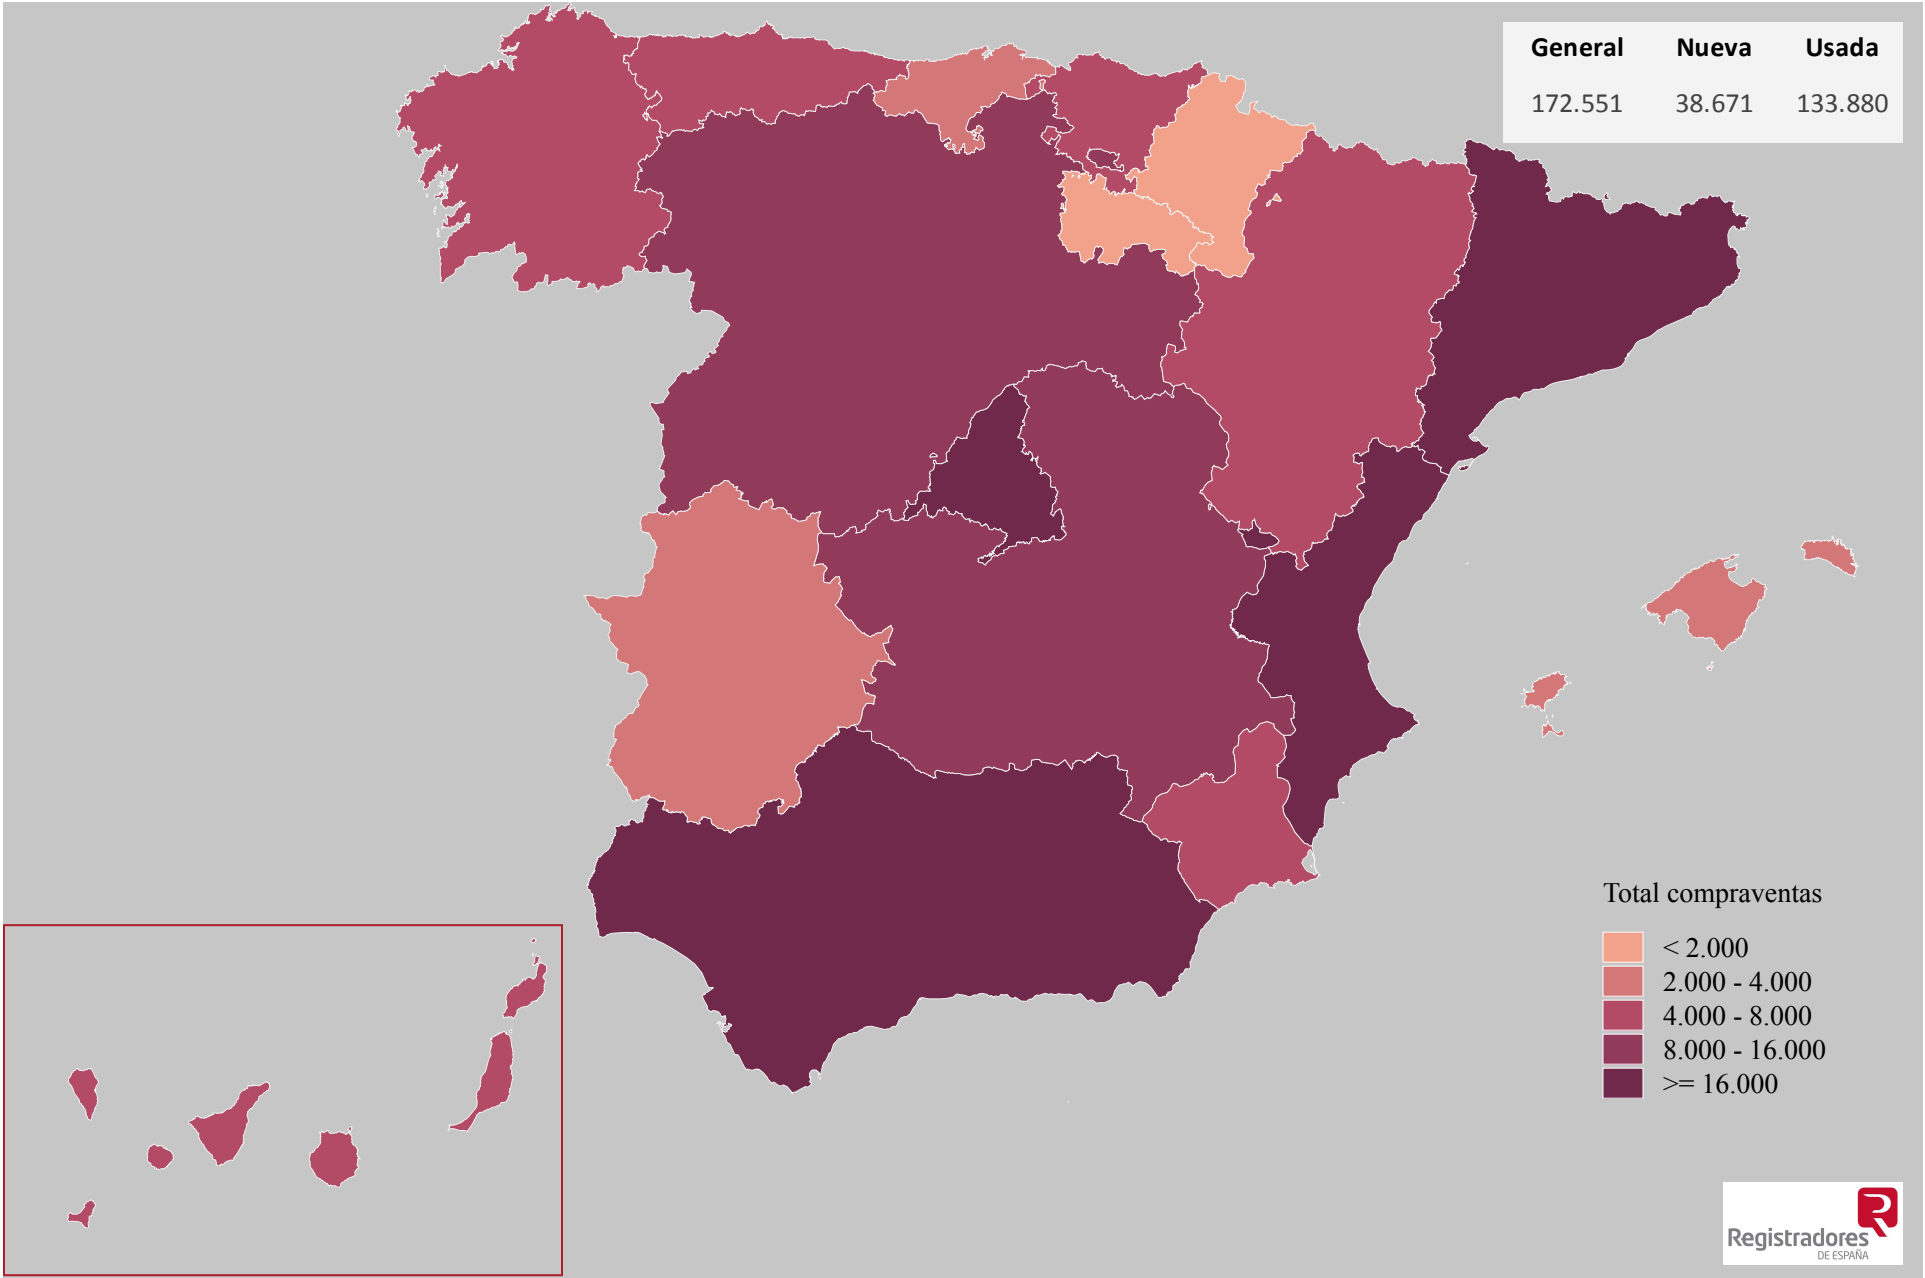 General Nueva Usada
172.551 38.671 133.880
Total compraventas
< 2.000
2.000 - 4.000
4.000 - 8.000
8.000 - 16.000
>= 16.000
Registradores
DE ESPAÑA